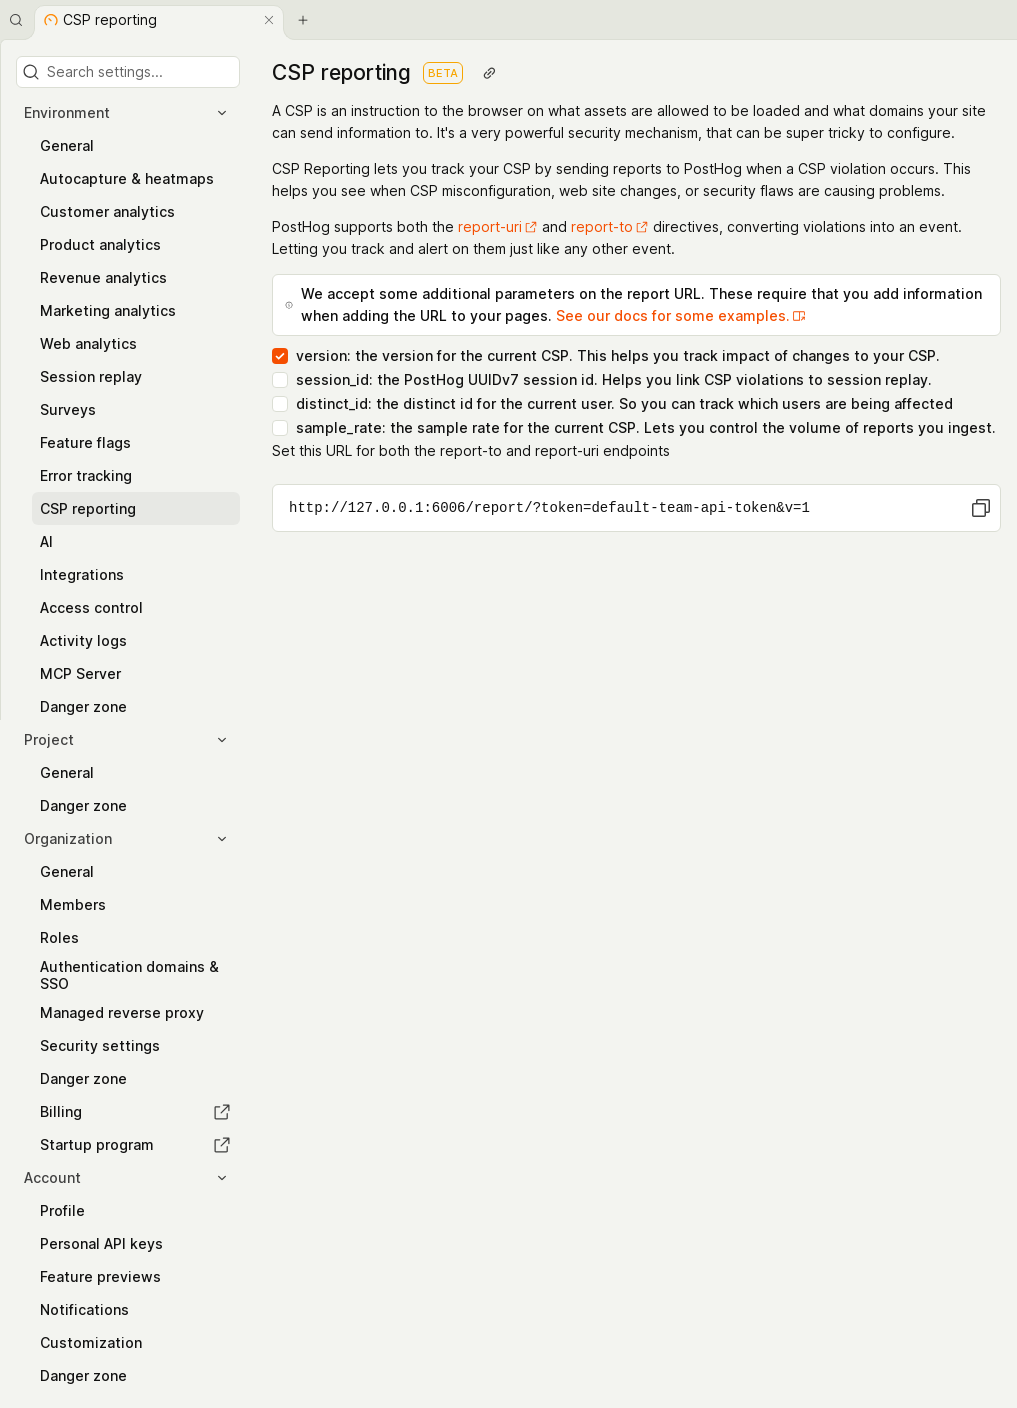 CSP reporting
Search settings...
Environment
General
Autocapture & heatmaps
Customer analytics
Product analytics
Revenue analytics
Marketing analytics
Web analytics
Session replay
Surveys
Feature flags
Error tracking
CSP reporting
AI
Integrations
Access control
Activity logs
MCP Server
Danger zone
Project
General
Danger zone
Organization
General
Members
Roles
Authentication domains &
SSO
Managed reverse proxy
Security settings
Danger zone
Billing
Startup program
Account
Profile
Personal API keys
Feature previews
Notifications
Customization
Danger zone
CSP reporting BETA
A CSP is an instruction to the browser on what assets are allowed to be loaded and what domains your site
can send information to. It's a very powerful security mechanism, that can be super tricky to configure.
CSP Reporting lets you track your CSP by sending reports to PostHog when a CSP violation occurs. This
helps you see when CSP misconfiguration, web site changes, or security flaws are causing problems.
PostHog supports both the report-uri and report-to directives, converting violations into an event.
Letting you track and alert on them just like any other event.
We accept some additional parameters on the report URL. These require that you add information
when adding the URL to your pages. See our docs for some examples.
version: the version for the current CSP. This helps you track impact of changes to your CSP.
session_id: the PostHog UUIDv7 session id. Helps you link CSP violations to session replay.
distinct_id: the distinct id for the current user. So you can track which users are being affected
sample_rate: the sample rate for the current CSP. Lets you control the volume of reports you ingest.
Set this URL for both the report-to and report-uri endpoints
http://127.0.0.1:6006/report/?token=default-team-api-token&v=1